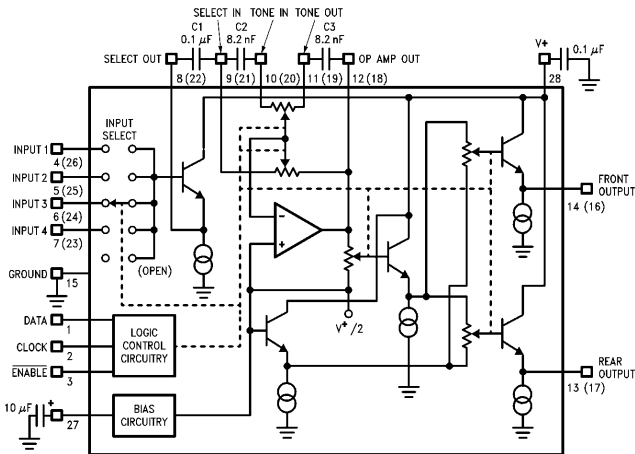 SELECT IN TONE IN TONE OUT
C1 C2 C3
0.1 μF 8.2 nF 8.2 nF
SELECT OUT OP AMP OUT V+ 0.1 μF
8 (22) 9 (21) 10 (20) 11 (19) 12 (18) 28
INPUT
SELECT
INPUT 1
4 (26)
INPUT 2
5 (25)
INPUT 3
6 (24)
INPUT 4
7 (23)
(OPEN)
GROUND
15
FRONT
OUTPUT
14 (16)
−
+
V+/2
DATA
1
CLOCK
2
ENABLE
3
LOGIC
CONTROL
CIRCUITRY
REAR
OUTPUT
13 (17)
10 μF +
27
BIAS
CIRCUITRY